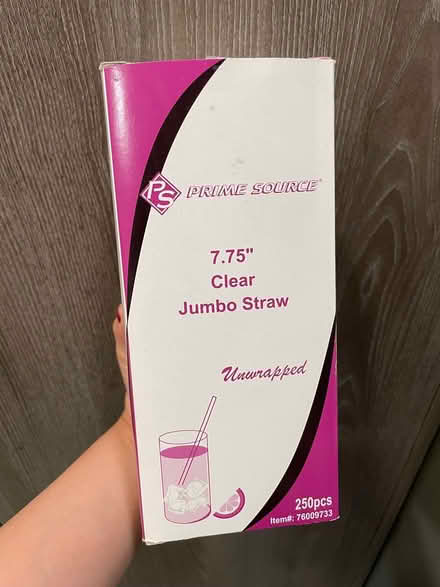 PS PRIME SOURCE®
7.75"
Clear
Jumbo Straw
Unwrapped
250pcs
Item#: 76009733